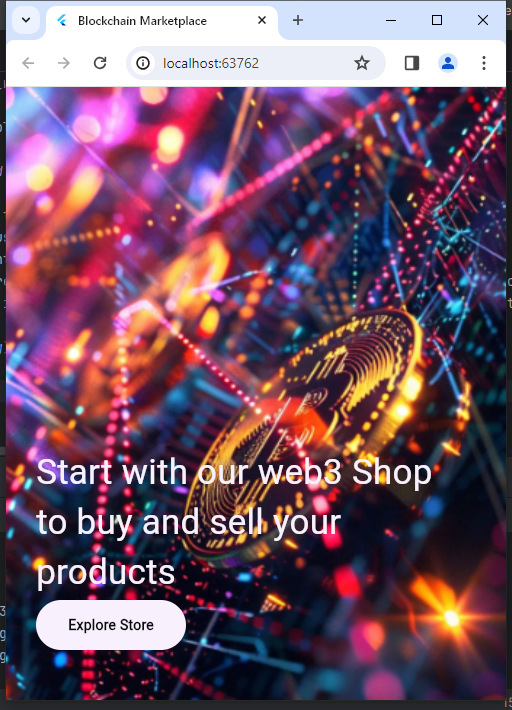 Blockchain Marketplace
localhost:63762
Start with our web3 Shop
to buy and sell your
products
Explore Store